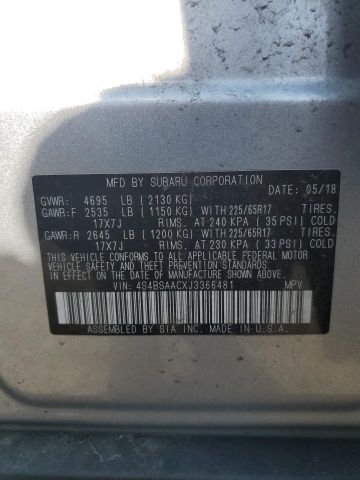 MFD BY SUBARU CORPORATION DATE: 05/18
GVWR: 4695 LB (2130 KG)
GAWR:F 2535 LB (1150 KG) WITH 225/65R17 TIRES.
17X7J RIMS. AT 240 KPA (35 PSI) COLD
GAWR:R 2645 LB (1200 KG) WITH 225/65R17 TIRES.
17X7J RIMS. AT 230 KPA (33 PSI) COLD
THIS VEHICLE CONFORMS TO ALL APPLICABLE FEDERAL MOTOR
VEHICLE SAFETY STANDARDS IN EFFECT ON THE
DATE OF MANUFACTURE SHOWN ABOVE.
VIN: 4S4BSAACXJ3366481 MPV
ASSEMBLED BY SIA INC. MADE IN U.S.A.